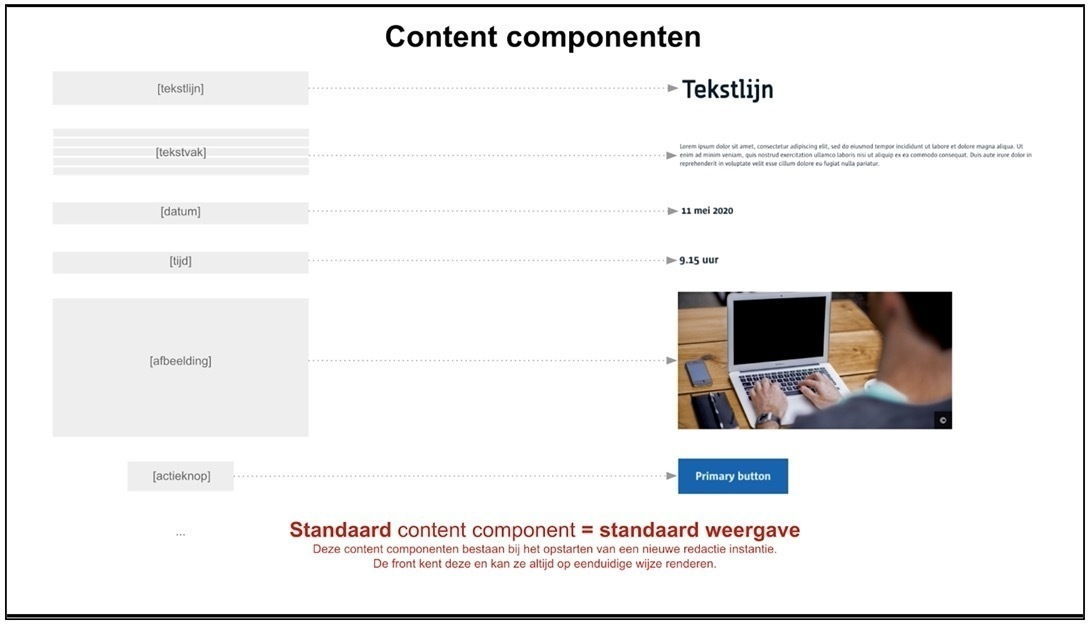 Content componenten
[tekstlijn]
Tekstlijn
[tekstvak]
Lorem ipsum dolor sit amet, consectetur adipiscing elit, sed do eiusmod tempor incididunt ut labore et dolore magna aliqua. Ut
enim ad minim veniam, quis nostrud exercitation ullamco laboris nisi ut aliquip ex ea commodo consequat. Duis aute irure dolor in
reprehenderit in voluptate velit esse cillum dolore eu fugiat nulla pariatur.
[datum]
11 mei 2020
[tijd]
9.15 uur
[afbeelding]
©
[actieknop]
Primary button
...
Standaard content component = standaard weergave
Deze content componenten bestaan bij het opstarten van een nieuwe redactie instantie.
De front kent deze en kan ze altijd op eenduidige wijze renderen.